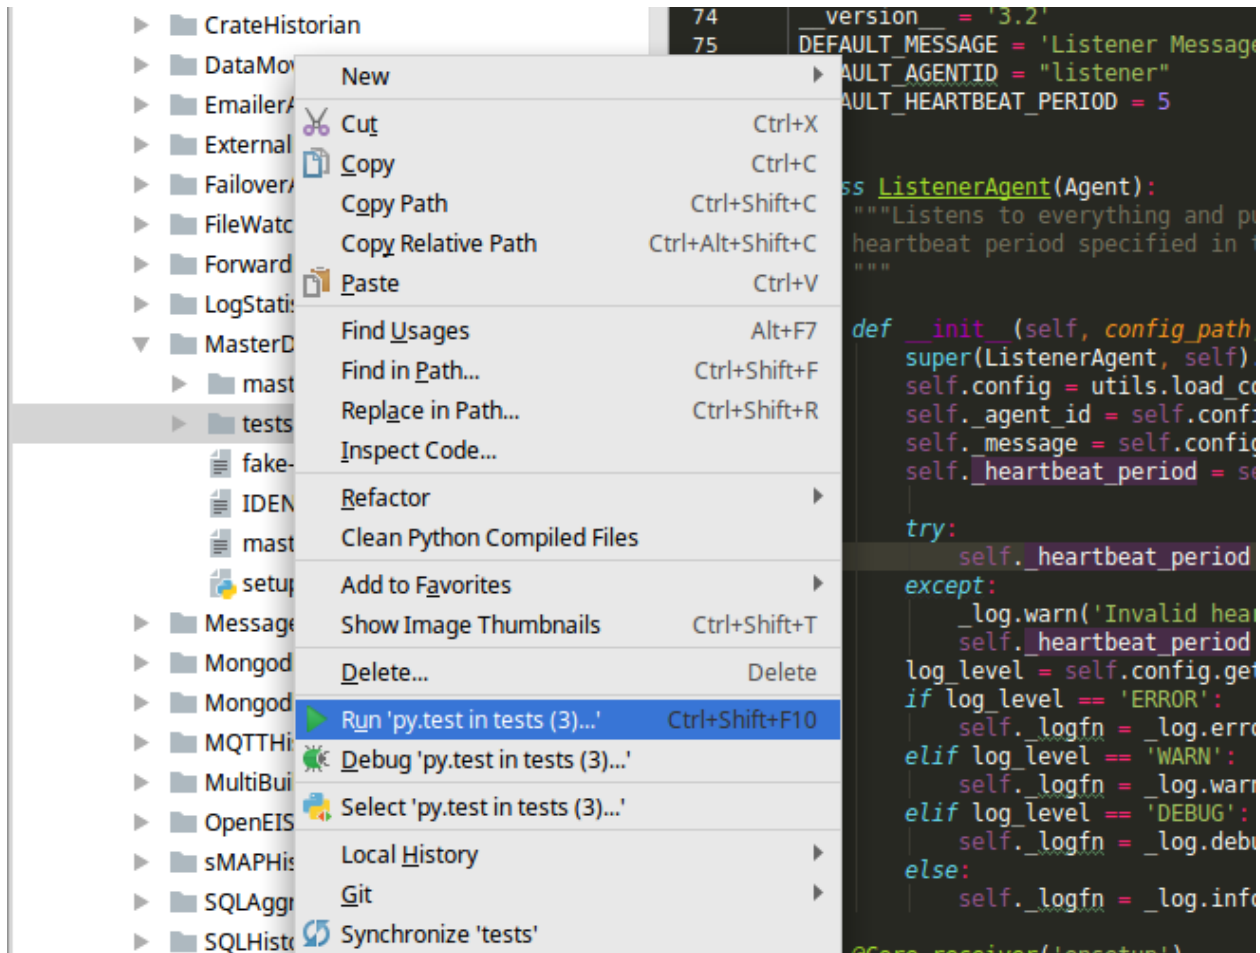 CrateHistorian
DataMov
EmailerA
External
FailoverA
FileWatc
Forward
LogStatis
MasterD
mast
tests
fake-
IDEN
mast
setup
Message
Mongod
Mongod
MQTTHi
MultiBui
OpenEIS
sMAPHis
SQLAggr
SQLHisto
New
Cut Ctrl+X
Copy Ctrl+C
Copy Path Ctrl+Shift+C
Copy Relative Path Ctrl+Alt+Shift+C
Paste Ctrl+V
Find Usages Alt+F7
Find in Path... Ctrl+Shift+F
Replace in Path... Ctrl+Shift+R
Inspect Code...
Refactor
Clean Python Compiled Files
Add to Favorites
Show Image Thumbnails Ctrl+Shift+T
Delete... Delete
Run 'py.test in tests (3)...' Ctrl+Shift+F10
Debug 'py.test in tests (3)...'
Select 'py.test in tests (3)...'
Local History
Git
Synchronize 'tests'
74 __version__ = '3.2'
75 DEFAULT_MESSAGE = 'Listener Message
AULT_AGENTID = "listener"
AULT_HEARTBEAT_PERIOD = 5
ss ListenerAgent(Agent):
"""Listens to everything and pu
heartbeat period specified in t
"""
def __init__(self, config_path,
super(ListenerAgent, self).
self.config = utils.load_co
self._agent_id = self.confi
self._message = self.config
self._heartbeat_period = se
try:
self._heartbeat_period
except:
_log.warn('Invalid hear
self._heartbeat_period
log_level = self.config.get
if log_level == 'ERROR':
self._logfn = _log.erro
elif log_level == 'WARN':
self._logfn = _log.warn
elif log_level == 'DEBUG':
self._logfn = _log.debu
else:
self._logfn = _log.info
@Core.receiver('onsetup')